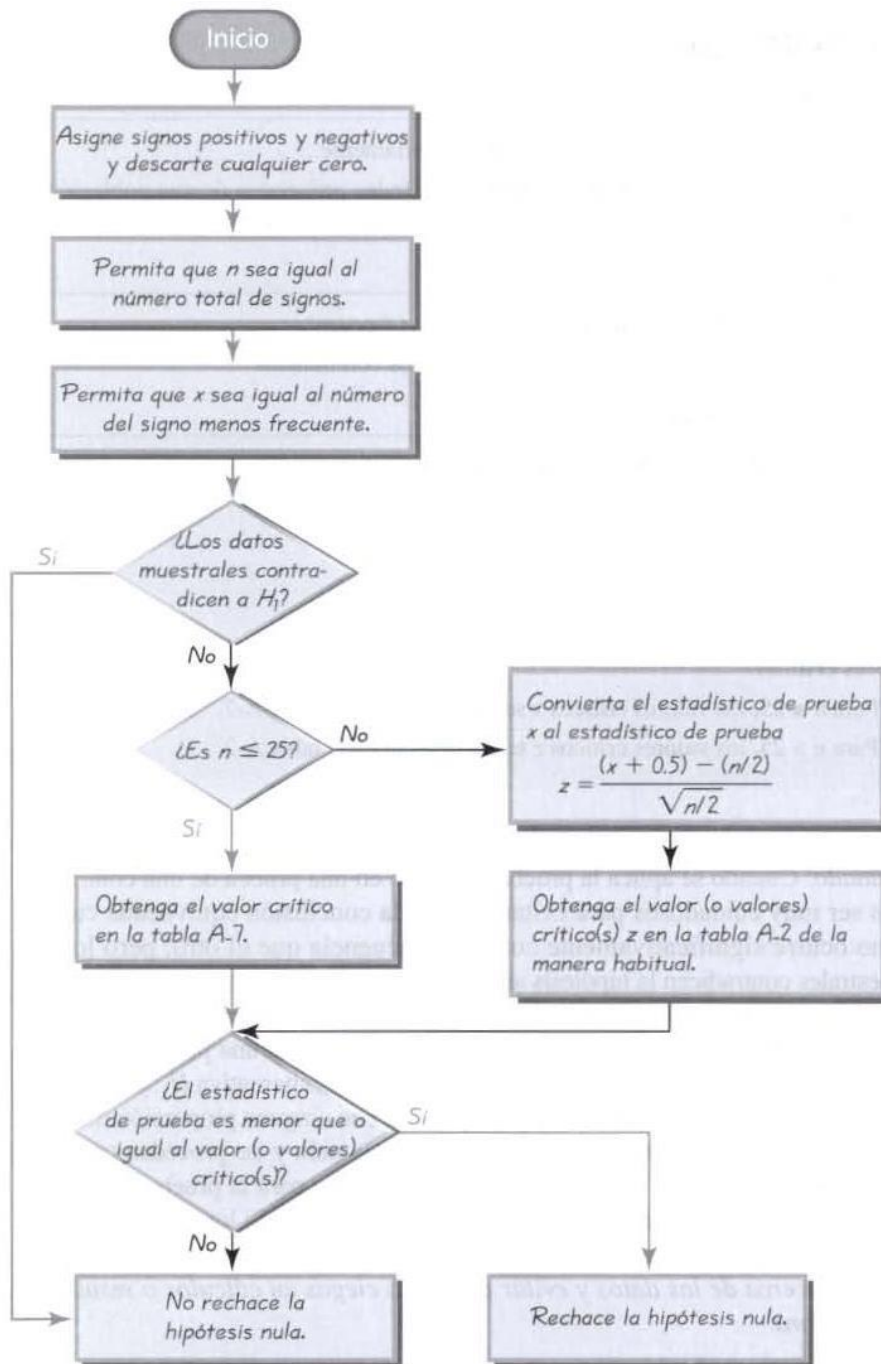 Inicio
Asigne signos positivos y negativos
y descarte cualquier cero.
Permita que n sea igual al
número total de signos.
Permita que x sea igual al número
del signo menos frecuente.
¿Los datos
muestrales contra-
dicen a H₁?
Sí
No
¿Es n ≤ 25?
No
Sí
Convierta el estadístico de prueba
x al estadístico de prueba
z = (x + 0.5) − (n/2) / √n/2
Obtenga el valor crítico
en la tabla A-7.
Obtenga el valor (o valores)
crítico(s) z en la tabla A-2 de la
manera habitual.
¿El estadístico
de prueba es menor que o
igual al valor (o valores)
crítico(s)?
Sí
No
No rechace la
hipótesis nula.
Rechace la hipótesis nula.